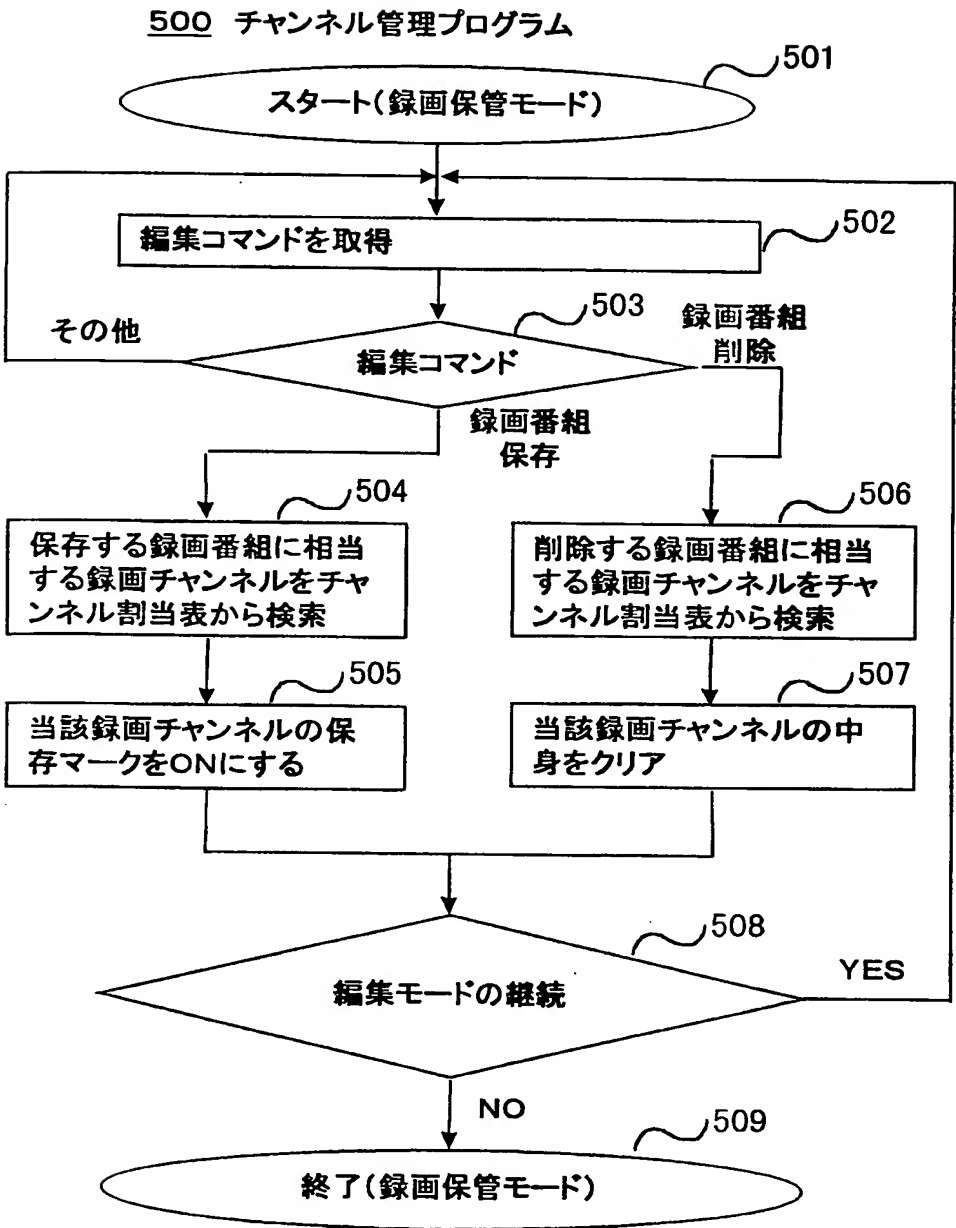 500 チャンネル管理プログラム
501
スタート(録画保管モード)
編集コマンドを取得
502
503
その他
編集コマンド
録画番組
削除
録画番組
保存
504
保存する録画番組に相当
する録画チャンネルをチャ
ンネル割当表から検索
506
削除する録画番組に相当
する録画チャンネルをチャ
ンネル割当表から検索
505
当該録画チャンネルの保
存マークをONにする
507
当該録画チャンネルの中
身をクリア
508
編集モードの継続
YES
NO
509
終了(録画保管モード)